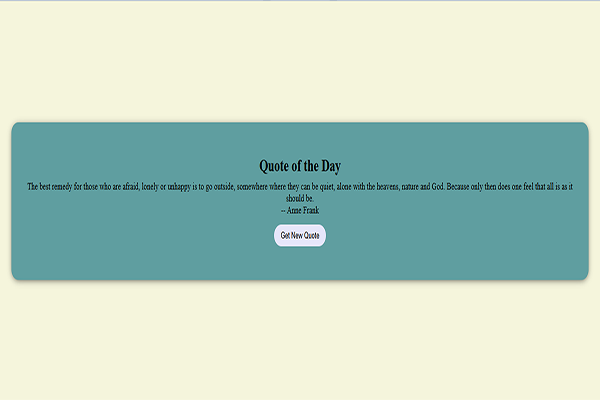 Quote of the Day
The best remedy for those who are afraid, lonely or unhappy is to go outside, somewhere where they can be quiet, alone with the heavens, nature and God. Because only then does one feel that all is as it
should be.
-- Anne Frank
Get New Quote